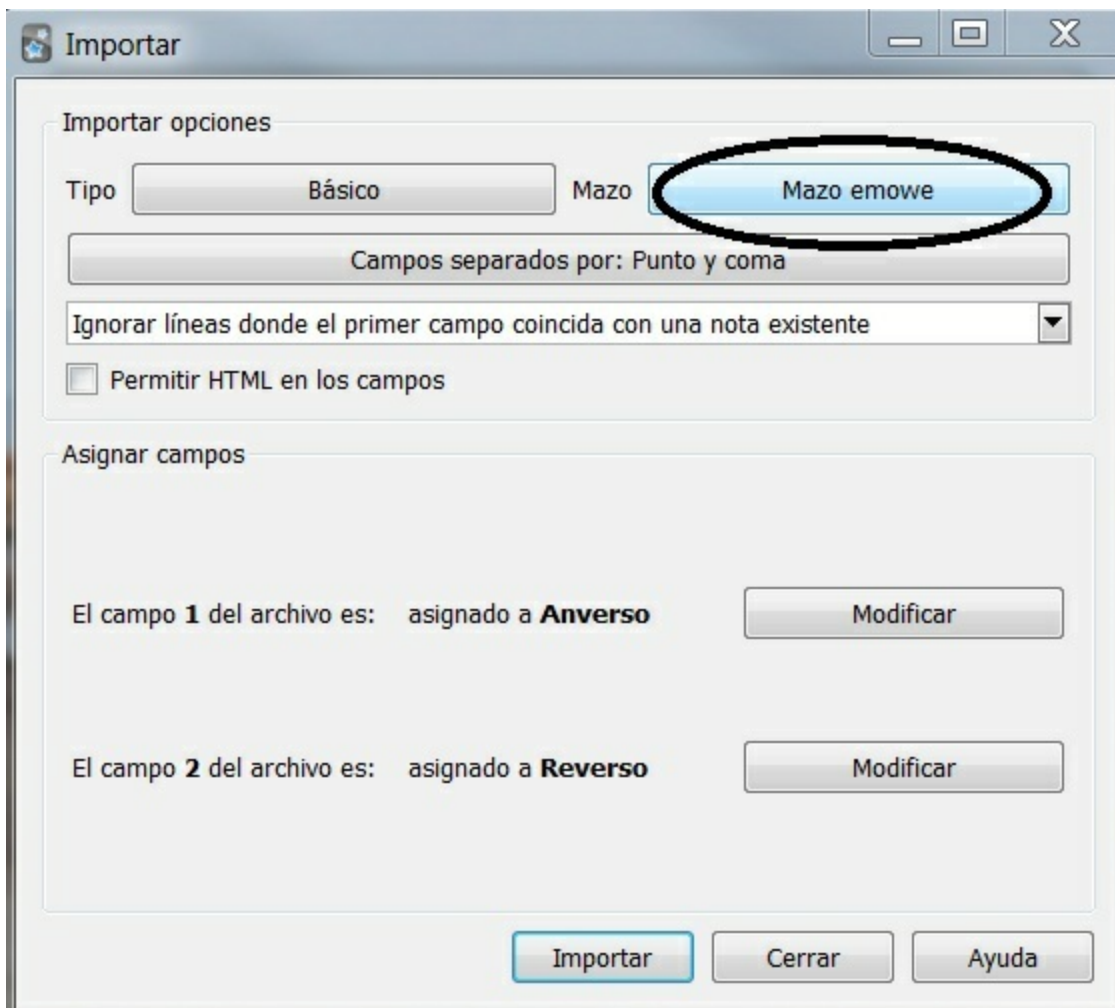 Importar
Importar opciones
Tipo Básico Mazo Mazo emowe
Campos separados por: Punto y coma
Ignorar líneas donde el primer campo coincida con una nota existente
Permitir HTML en los campos
Asignar campos
El campo 1 del archivo es: asignado a Anverso Modificar
El campo 2 del archivo es: asignado a Reverso Modificar
Importar Cerrar Ayuda